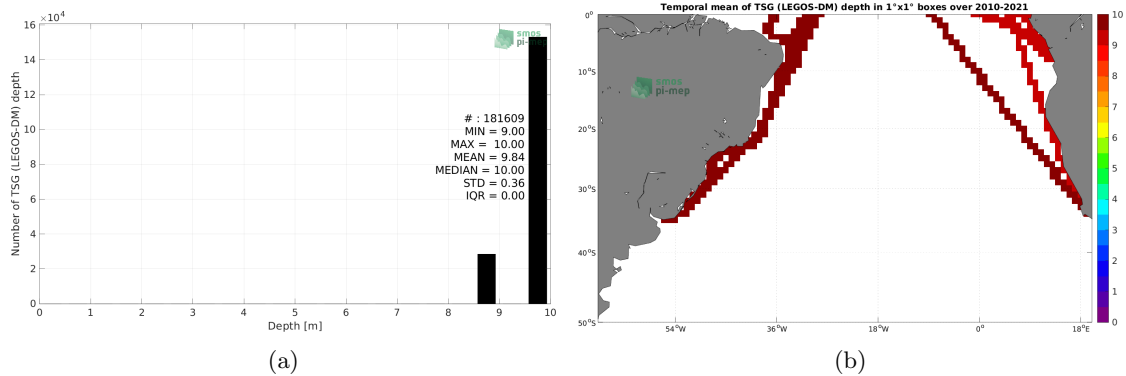 ×10⁴
16
14
12
10
8
6
4
2
0
Number of TSG (LEGOS-DM) depth
smos
pi-mep
# : 181609
MIN = 9.00
MAX = 10.00
MEAN = 9.84
MEDIAN = 10.00
STD = 0.36
IQR = 0.00
0 1 2 3 4 5 6 7 8 9 10
Depth [m]
(a)
Temporal mean of TSG (LEGOS-DM) depth in 1°x1° boxes over 2010-2021
smos
pi-mep
0°
10°S
20°S
30°S
40°S
50°S
54°W 36°W 18°W 0° 18°E
10
9
8
7
6
5
4
3
2
1
0
(b)